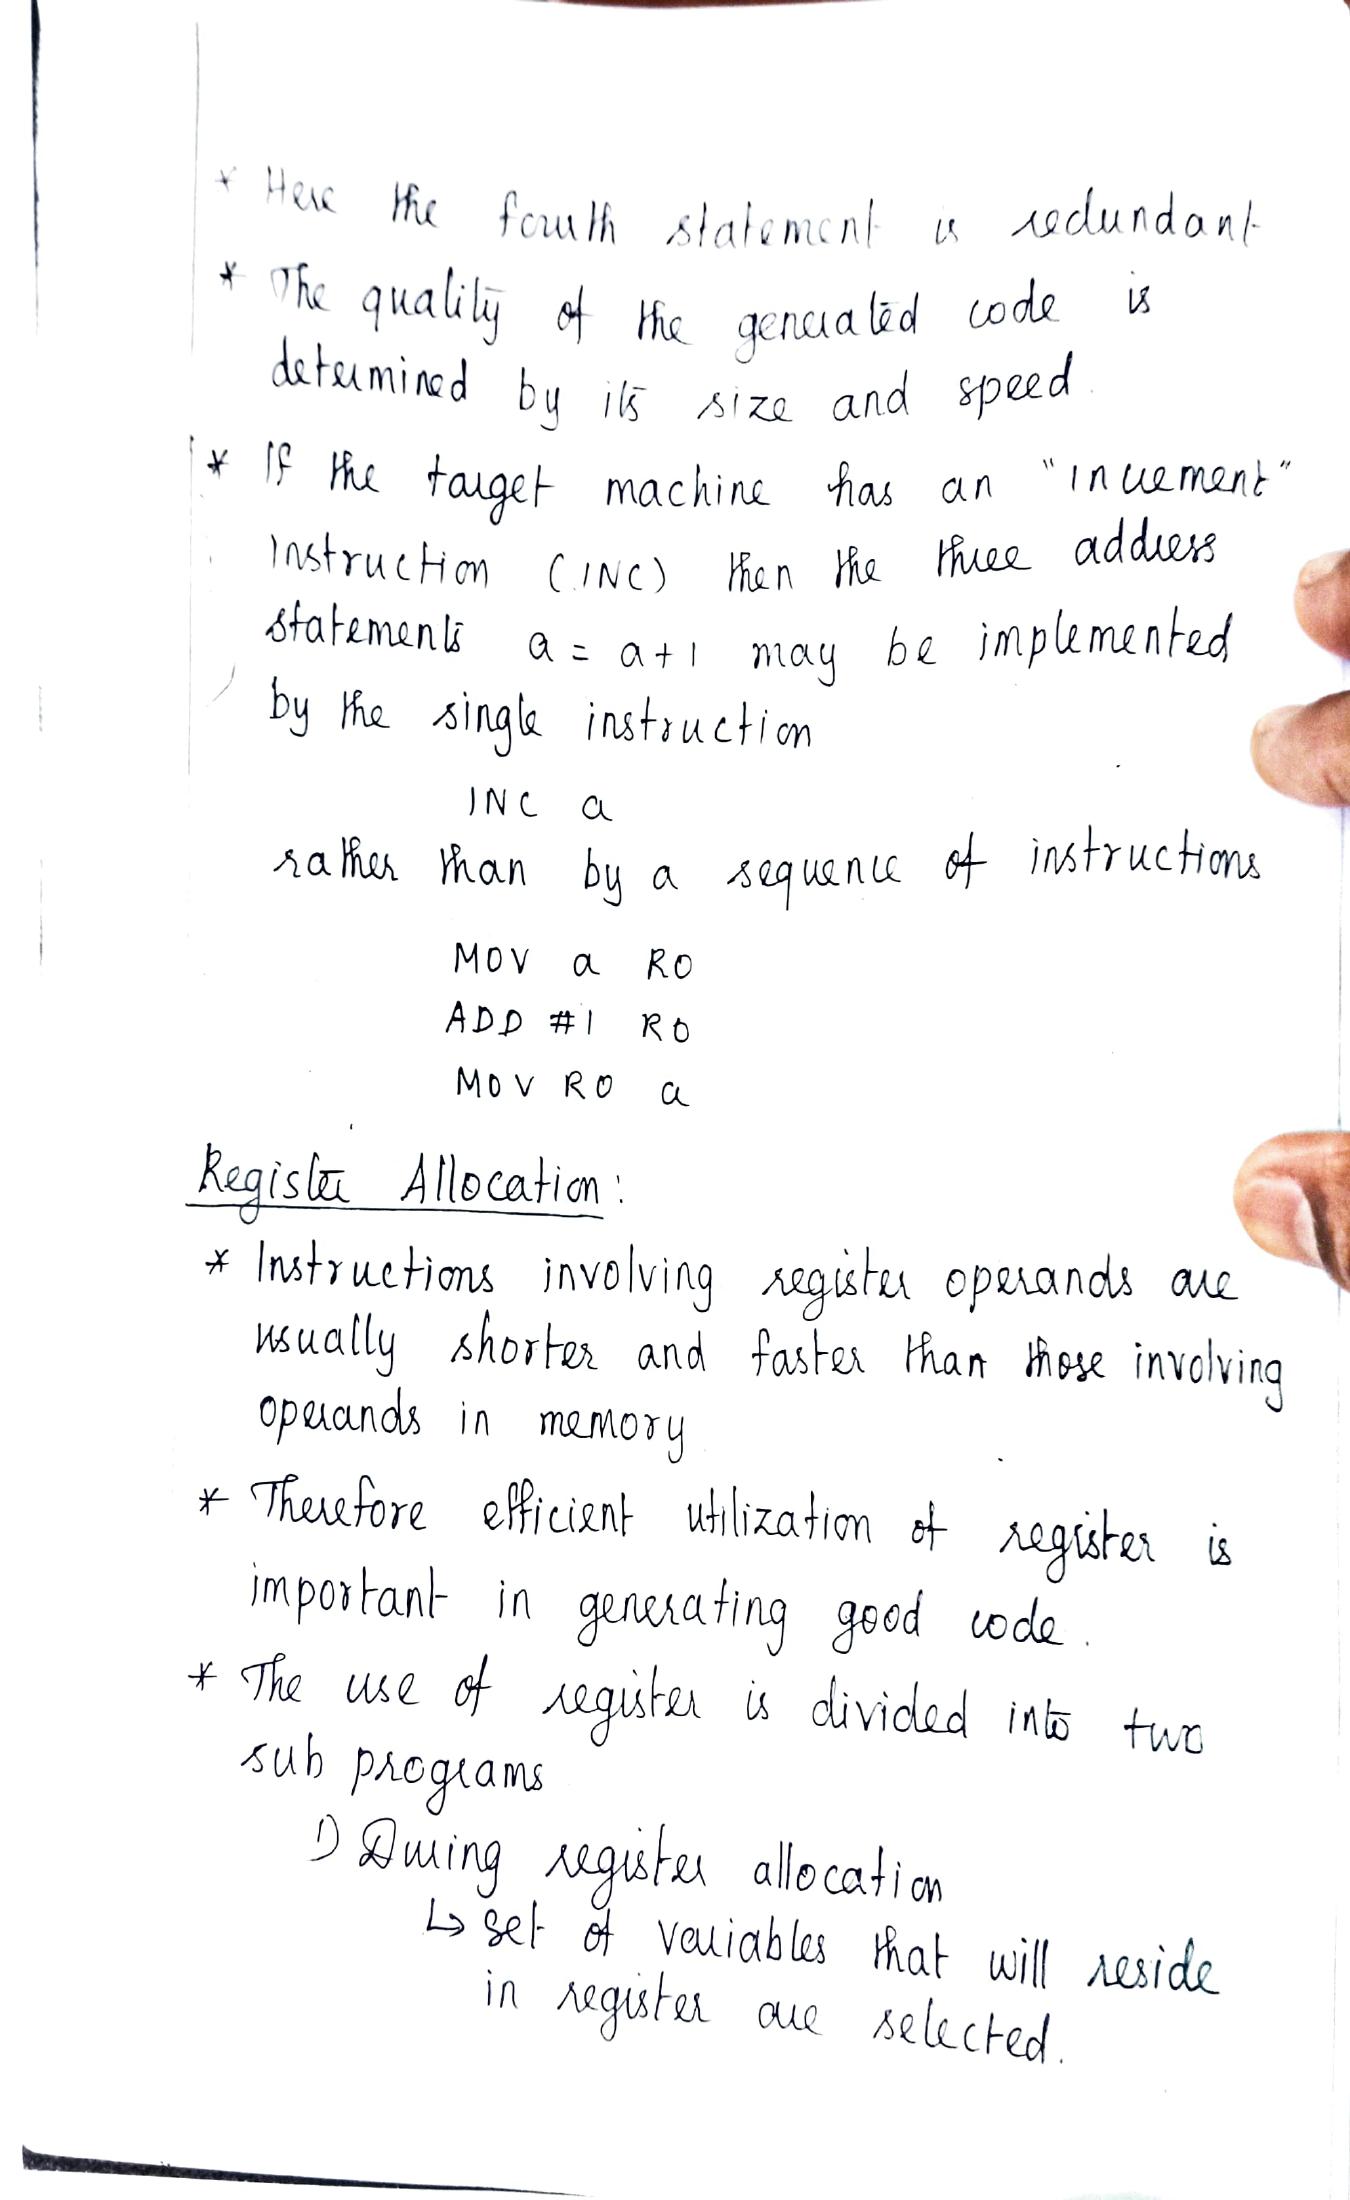 * Here the fourth statement is redundant
* The quality of the generated code is
determined by its size and speed.
* If the target machine has an "increment"
Instruction (INC) then the three address
statements a = a+1 may be implemented
by the single instruction
INC a
rather than by a sequence of instructions
MOV a R0
ADD #1 R0
MOV R0 a
Register Allocation:
* Instructions involving register operands are
usually shorter and faster than those involving
operands in memory
* Therefore efficient utilization of register is
important in generating good code.
* The use of register is divided into two
sub programs
1) During register allocation
↳ set of variables that will reside
in register are selected.